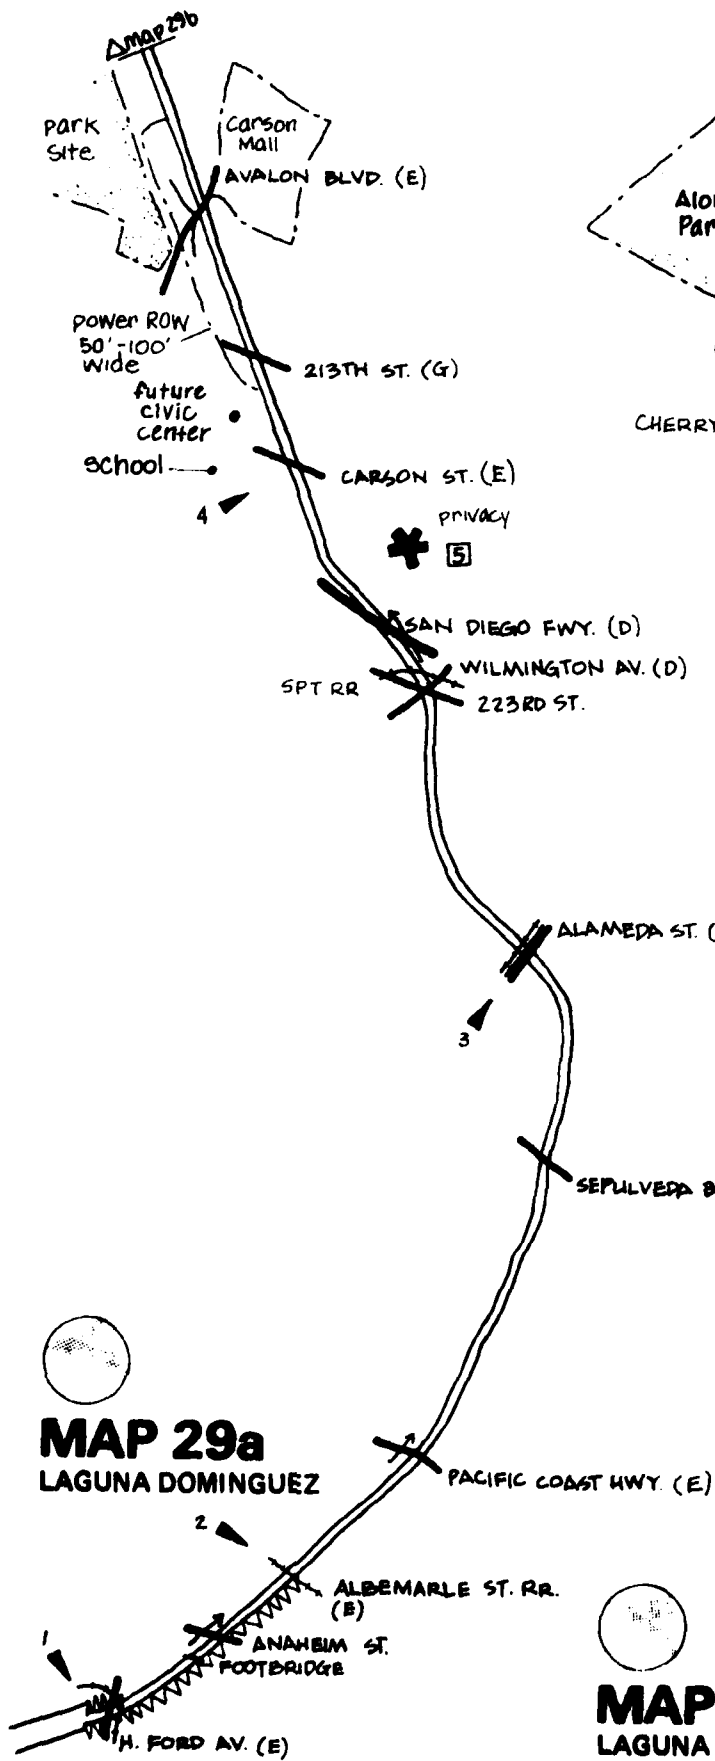 △ map 29b
park
site
Carson
Mall
AVALON BLVD. (E)
power ROW
50'-100'
wide
213TH ST. (G)
future
civic
center
CHERRY
school
CARSON ST. (E)
4
privacy
5
SAN DIEGO FWY. (D)
WILMINGTON AV. (D)
SPT RR
223RD ST.
ALAMEDA ST. (
3
SEPULVEDA
MAP 29a
LAGUNA DOMINGUEZ
PACIFIC COAST HWY. (E)
2
ALBEMARLE ST. RR.
(E)
1
ANAHEIM ST.
FOOTBRIDGE
H. FORD AV. (E)
MAP
LAGUNA